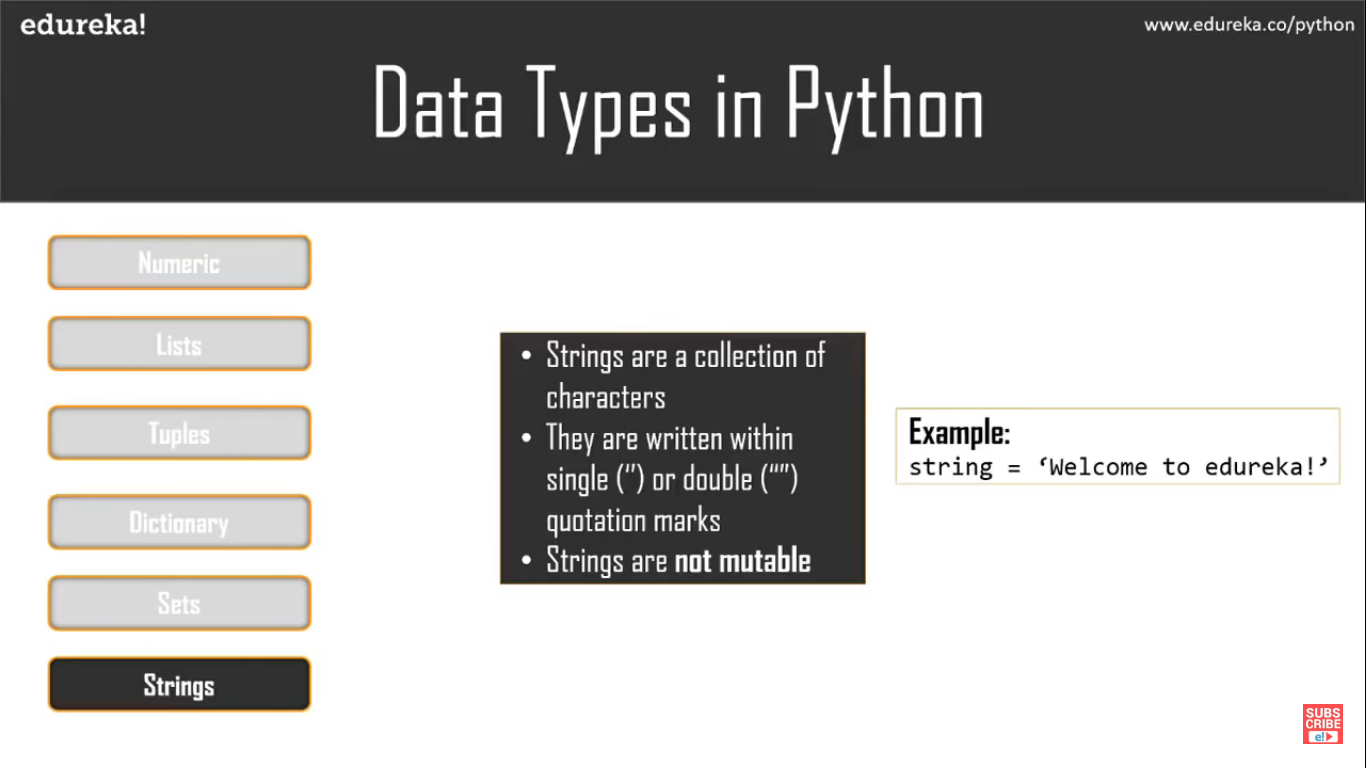 edureka!
www.edureka.co/python
Data Types in Python
Numeric
Lists
Tuples
Dictionary
Sets
Strings
• Strings are a collection of
characters
• They are written within
single (‘’) or double (“”)
quotation marks
• Strings are not mutable
Example:
string = ‘Welcome to edureka!’
SUBS
CRIBE
e!